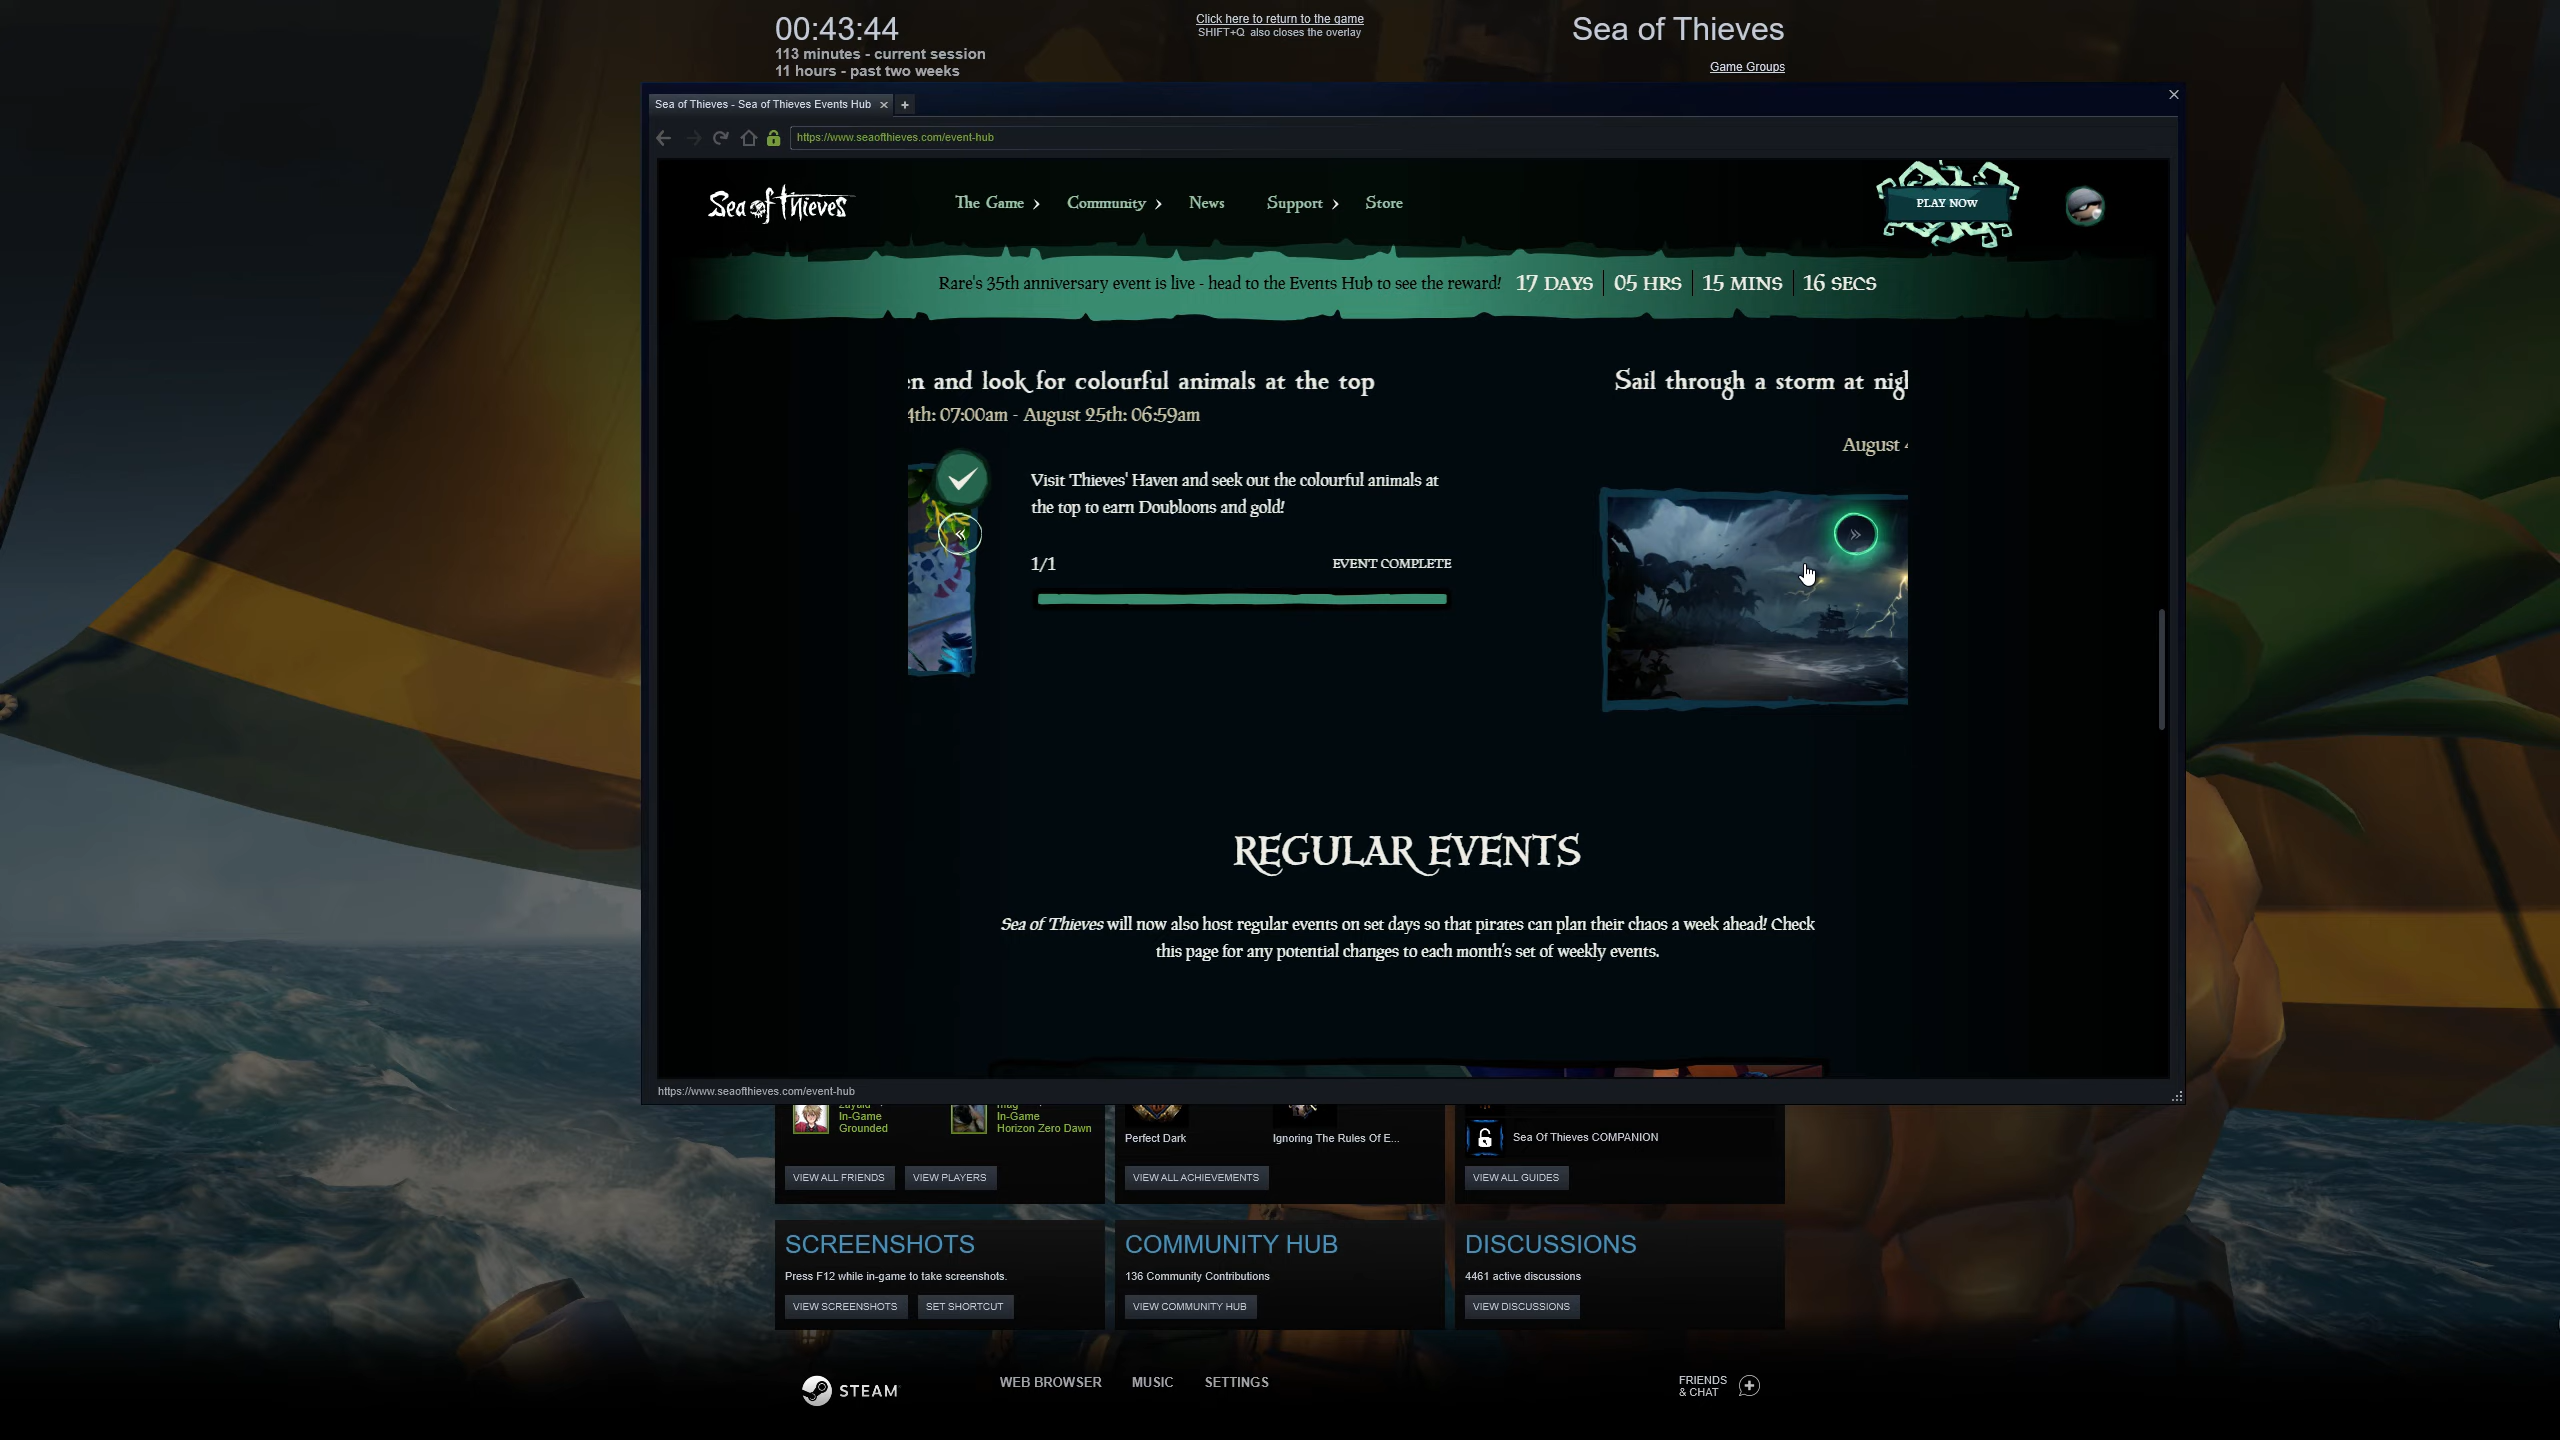 00:43:44
113 minutes - current session
11 hours - past two weeks
Click here to return to the game
SHIFT+Q also closes the overlay
Sea of Thieves
Game Groups
Sea of Thieves - Sea of Thieves Events Hub
https://www.seaofthieves.com/event-hub
Sea of Thieves
The Game
Community
News
Support
Store
PLAY NOW
Rare's 35th anniversary event is live - head to the Events Hub to see the reward! 17 DAYS 05 HRS 15 MINS 16 SECS
en and look for colourful animals at the top
4th: 07:00am - August 25th: 06:59am
Visit Thieves' Haven and seek out the colourful animals at
the top to earn Doubloons and gold!
1/1
EVENT COMPLETE
Sail through a storm at nigh
August 4
REGULAR EVENTS
Sea of Thieves will now also host regular events on set days so that pirates can plan their chaos a week ahead! Check
this page for any potential changes to each month's set of weekly events.
https://www.seaofthieves.com/event-hub
In-Game
Grounded
In-Game
Horizon Zero Dawn
VIEW ALL FRIENDS
VIEW PLAYERS
Perfect Dark
Ignoring The Rules Of E...
VIEW ALL ACHIEVEMENTS
Sea Of Thieves COMPANION
VIEW ALL GUIDES
SCREENSHOTS
Press F12 while in-game to take screenshots.
VIEW SCREENSHOTS
SET SHORTCUT
COMMUNITY HUB
136 Community Contributions
VIEW COMMUNITY HUB
DISCUSSIONS
4461 active discussions
VIEW DISCUSSIONS
STEAM
WEB BROWSER
MUSIC
SETTINGS
FRIENDS
& CHAT